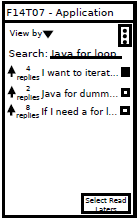 F14T07 - Application
View by
Search: Java for loop
4
replies I want to iterat...
2
replies Java for dumm...
8
replies If I need a for l...
Select Read
Laters